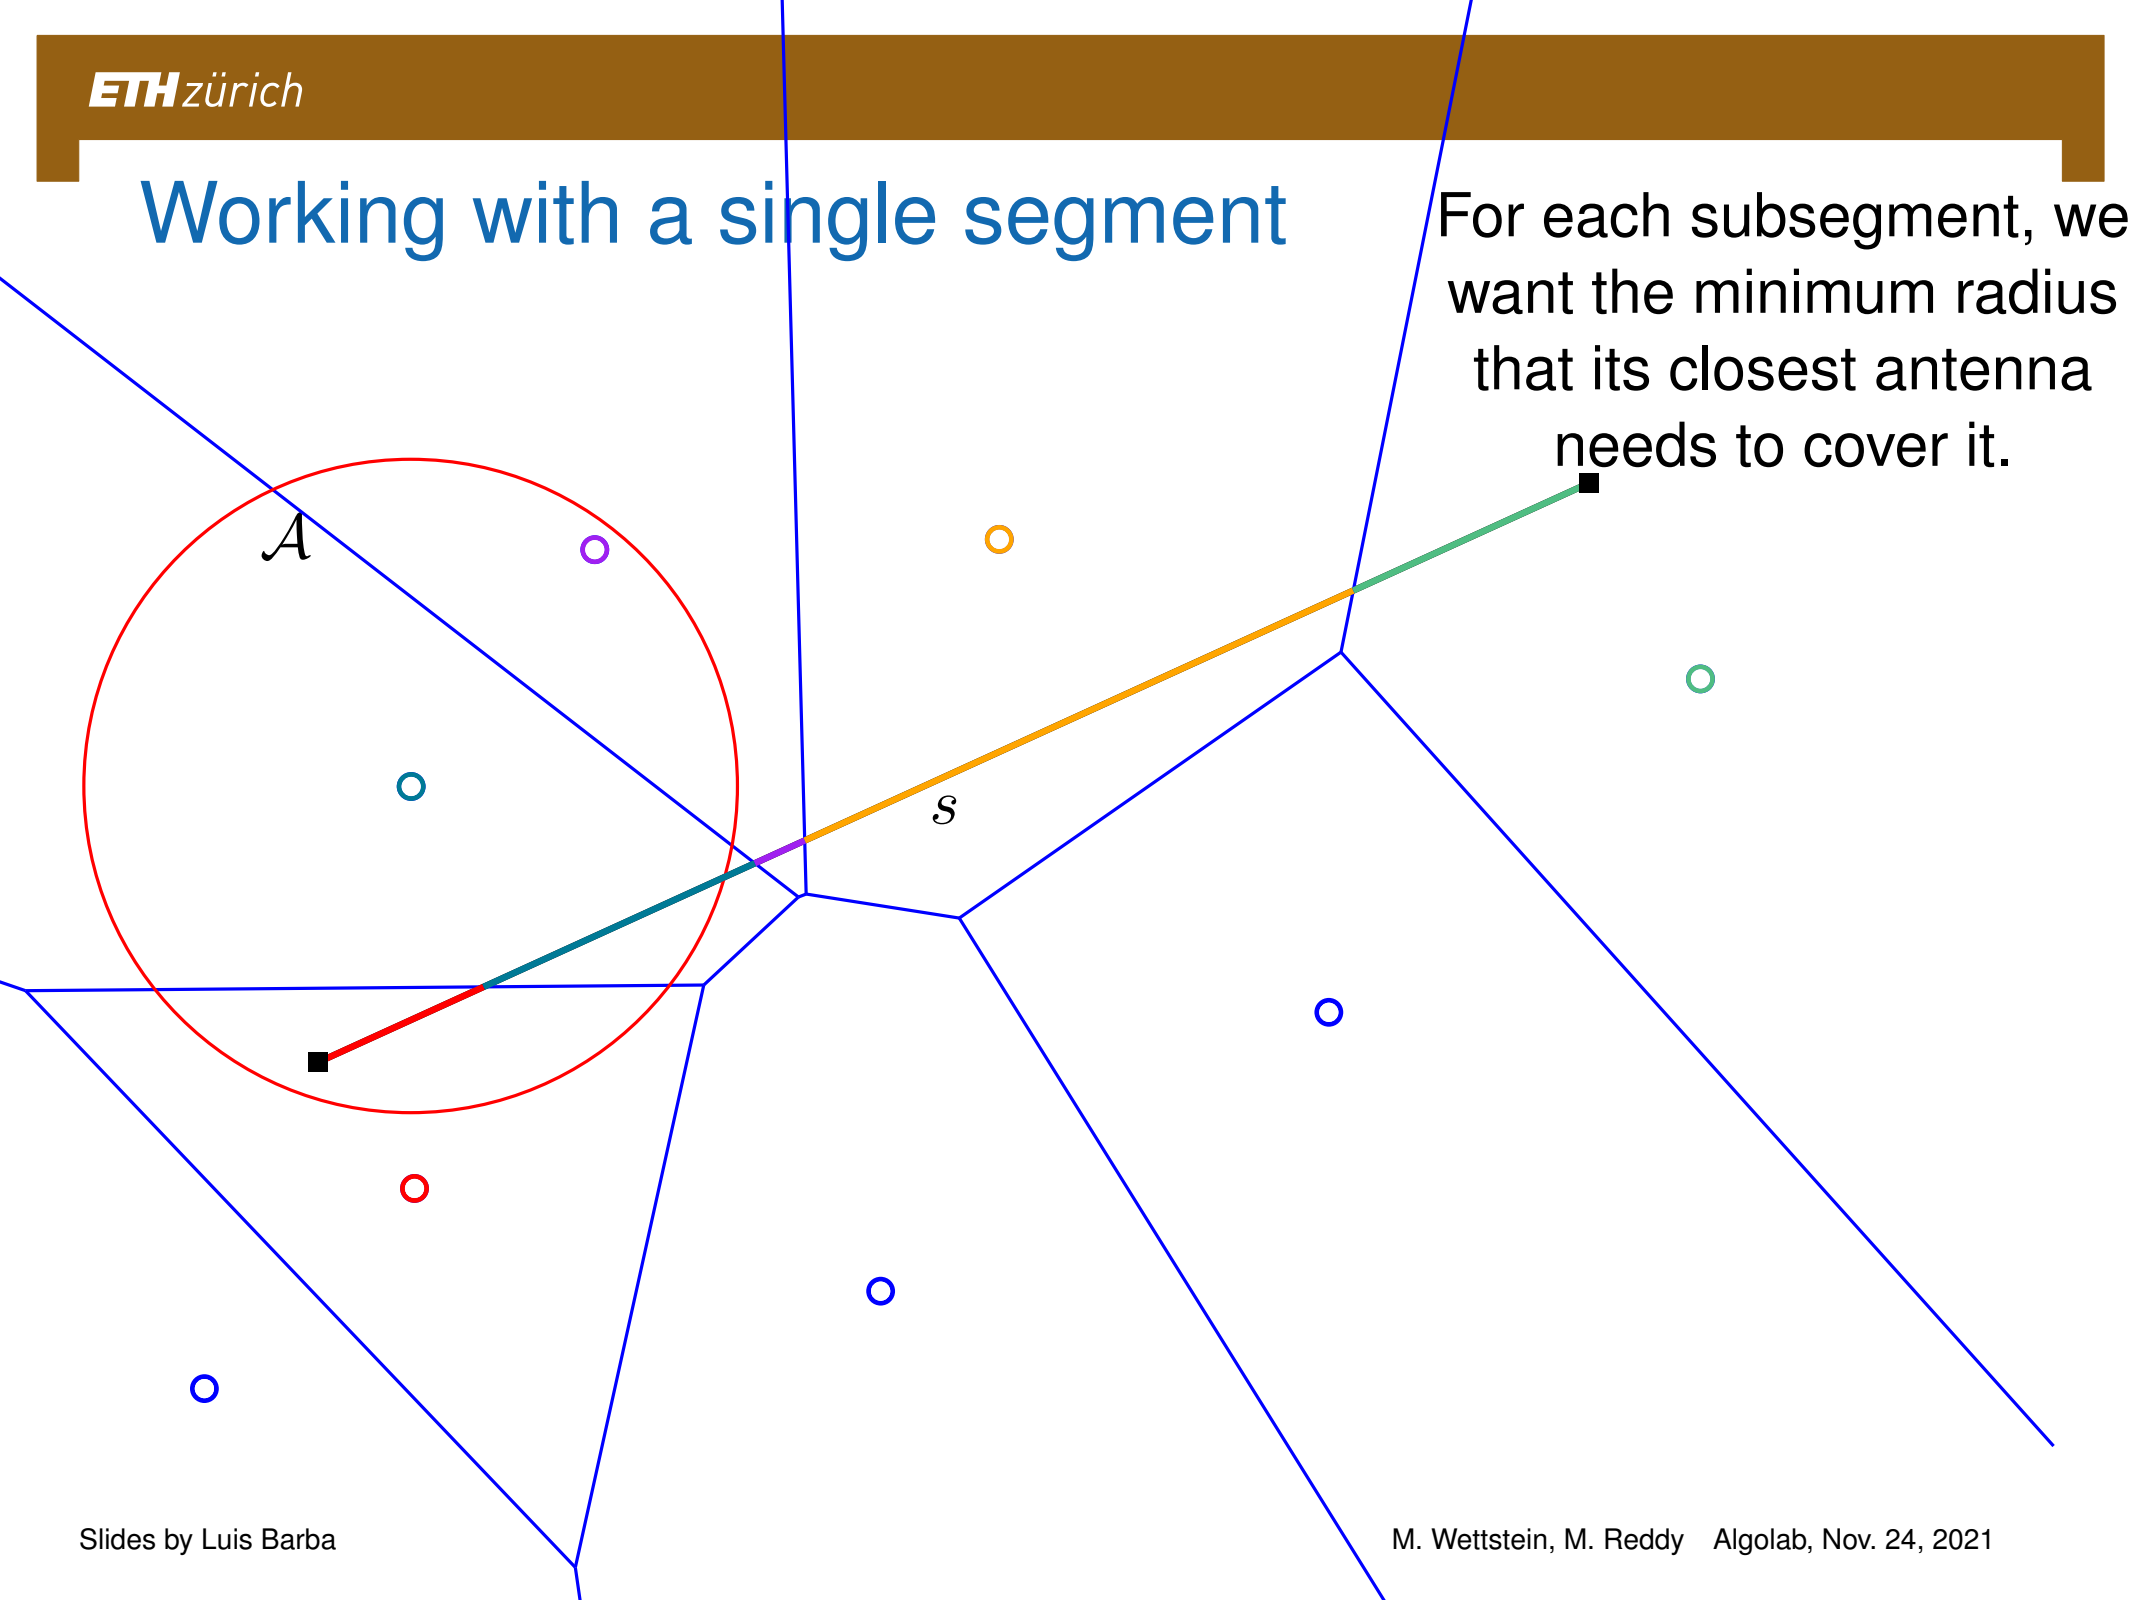 ETH zürich
Working with a single segment
For each subsegment, we
want the minimum radius
that its closest antenna
needs to cover it.
𝒜
s
Slides by Luis Barba
M. Wettstein, M. Reddy Algolab, Nov. 24, 2021